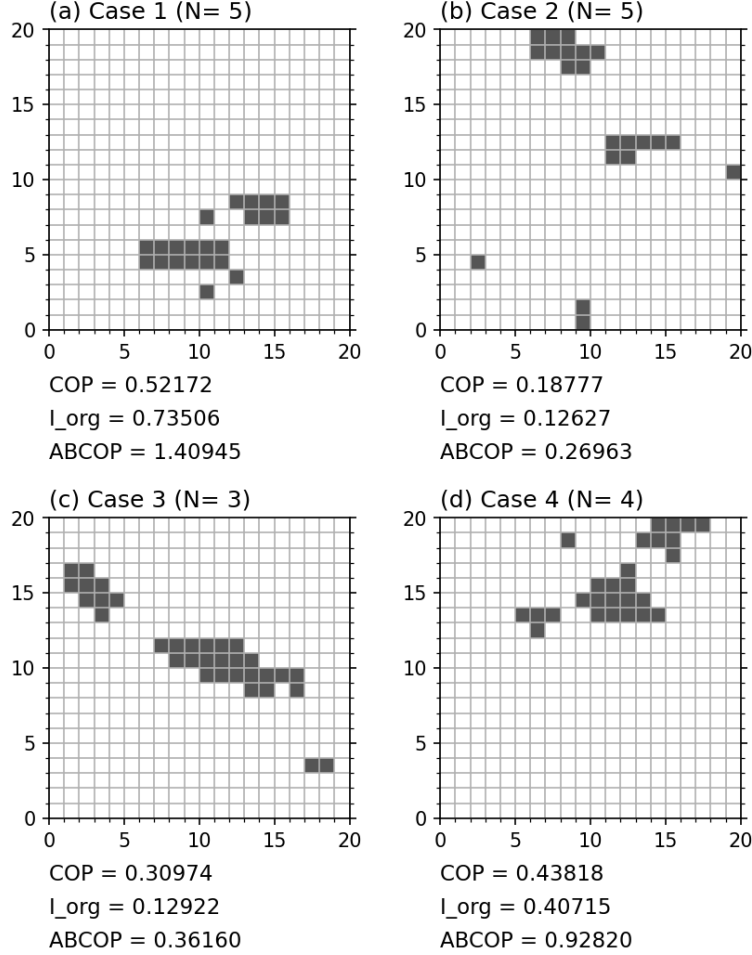 (a) Case 1 (N= 5)
20
15
10
5
0
0 5 10 15 20
COP = 0.52172
I_org = 0.73506
ABCOP = 1.40945
(b) Case 2 (N= 5)
20
15
10
5
0
0 5 10 15 20
COP = 0.18777
I_org = 0.12627
ABCOP = 0.26963
(c) Case 3 (N= 3)
20
15
10
5
0
0 5 10 15 20
COP = 0.30974
I_org = 0.12922
ABCOP = 0.36160
(d) Case 4 (N= 4)
20
15
10
5
0
0 5 10 15 20
COP = 0.43818
I_org = 0.40715
ABCOP = 0.92820